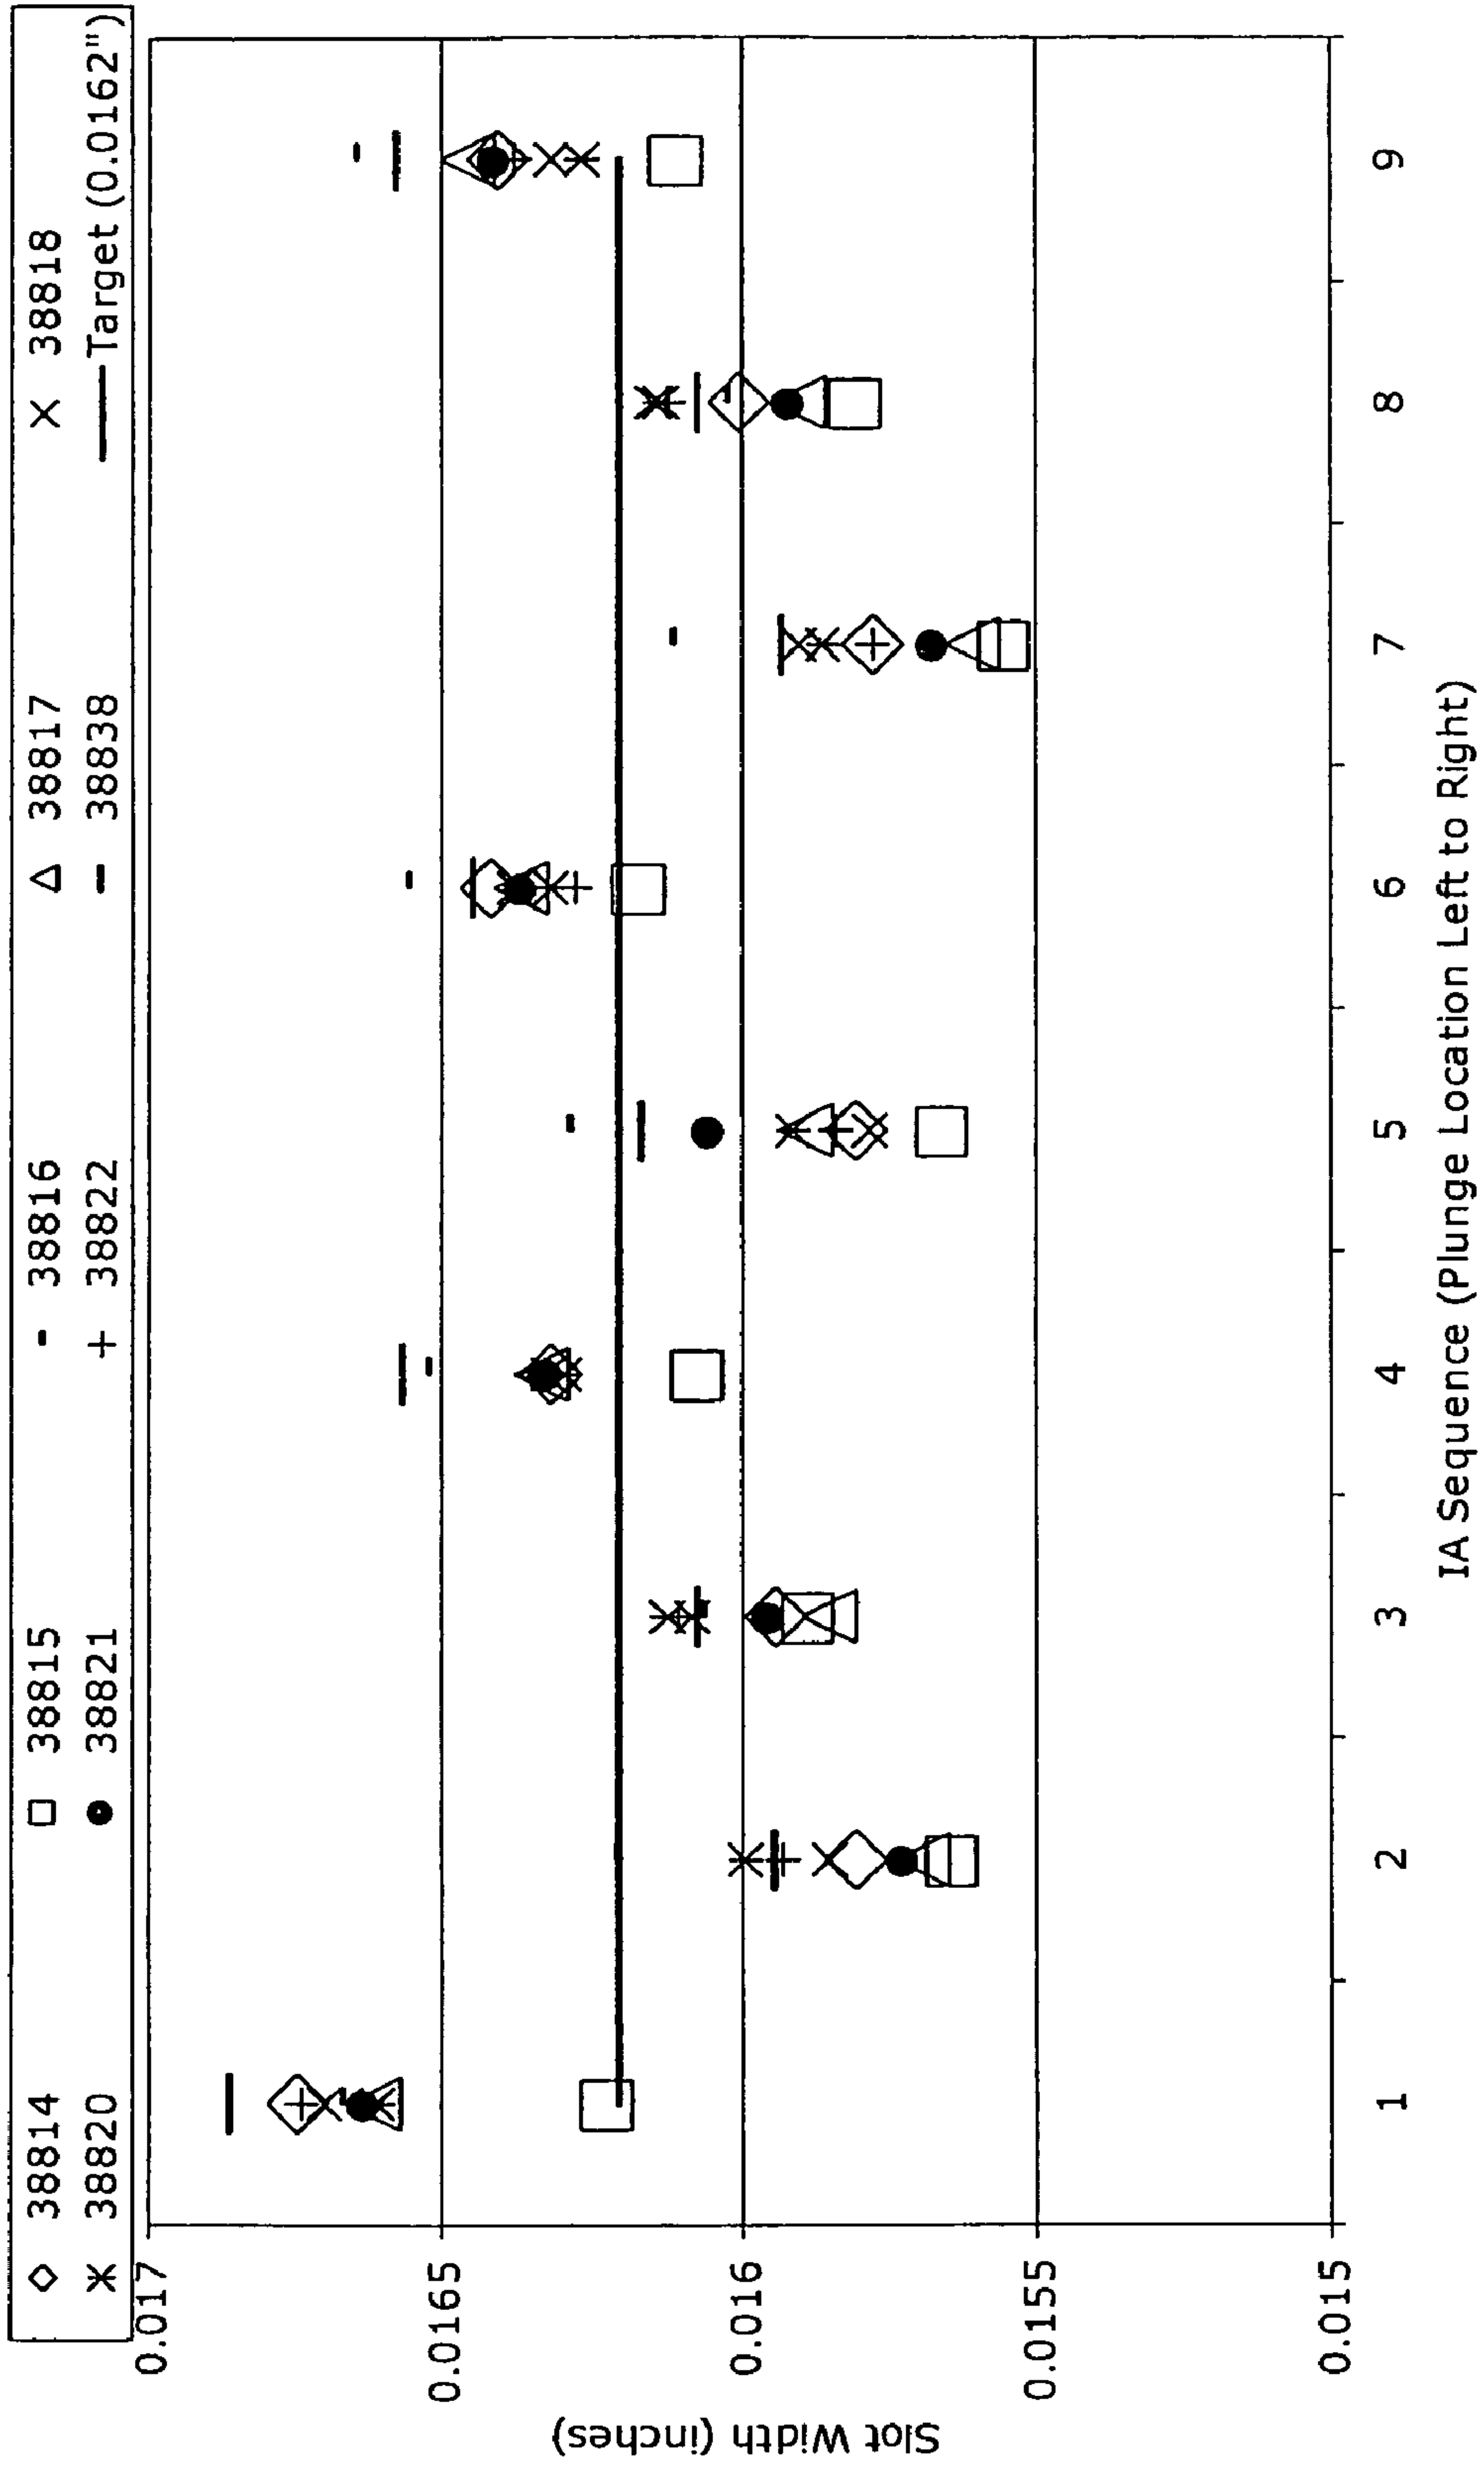 ◇ 38814 □ 38815 - 38816 △ 38817 × 38818
ж 38820 ● 38821 + 38822 - 38838 — Target (0.0162")
0.017
0.0165
0.016
0.0155
0.015
Slot Width (inches)
1 2 3 4 5 6 7 8 9
IA Sequence (Plunge Location Left to Right)